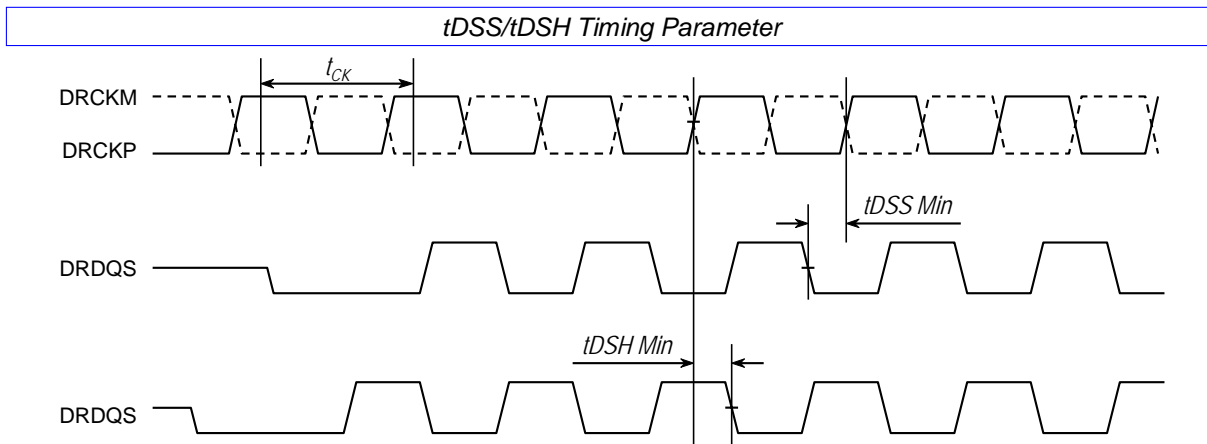 tDSS/tDSH Timing Parameter
tCK
DRCKM
DRCKP
tDSS Min
DRDQS
tDSH Min
DRDQS